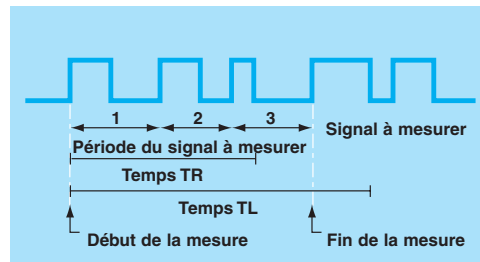 1 2 3
Signal à mesurer
Période du signal à mesurer
Temps TR
Temps TL
Début de la mesure
Fin de la mesure